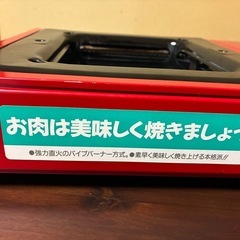 お肉は美味しく焼きましょう
●強力直火のパイプバーナー方式。●素早く美味しく焼き上げる本格派!!